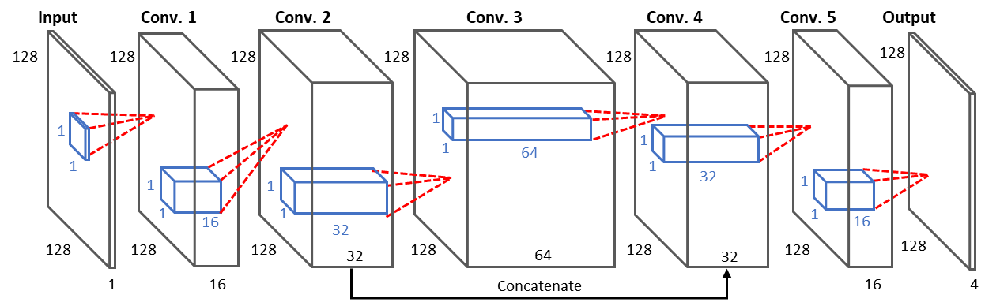 Input Conv. 1 Conv. 2 Conv. 3 Conv. 4 Conv. 5 Output
128 128 128 128 128 128 128
1 1 1 1 1 1
1 1 1 1 1 1
16 32 64 32 16
128 128 128 128 128 128 128
1 16 32 64 32 16 4
Concatenate